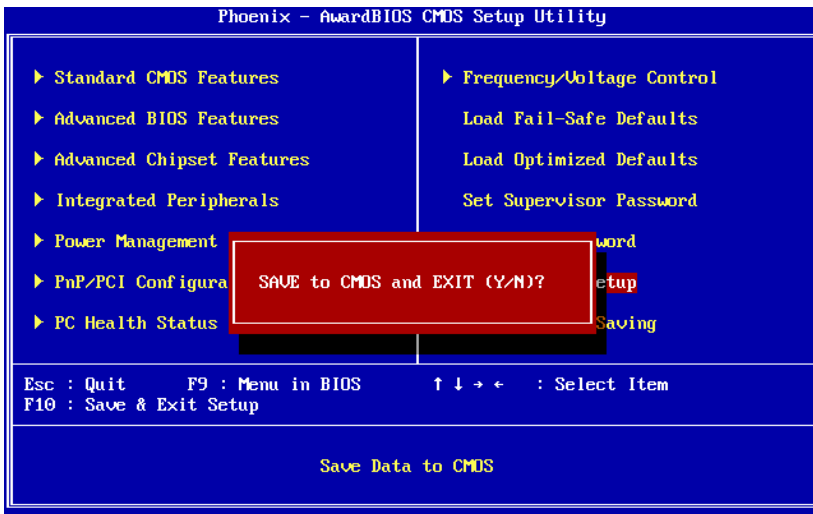 Phoenix - AwardBIOS CMOS Setup Utility
Standard CMOS Features
Advanced BIOS Features
Advanced Chipset Features
Integrated Peripherals
Power Management
PnP/PCI Configura
PC Health Status
Frequency/Voltage Control
Load Fail-Safe Defaults
Load Optimized Defaults
Set Supervisor Password
word
etup
Saving
SAVE to CMOS and EXIT (Y/N)?
Esc : Quit F9 : Menu in BIOS ↑ ↓ → ← : Select Item
F10 : Save & Exit Setup
Save Data to CMOS